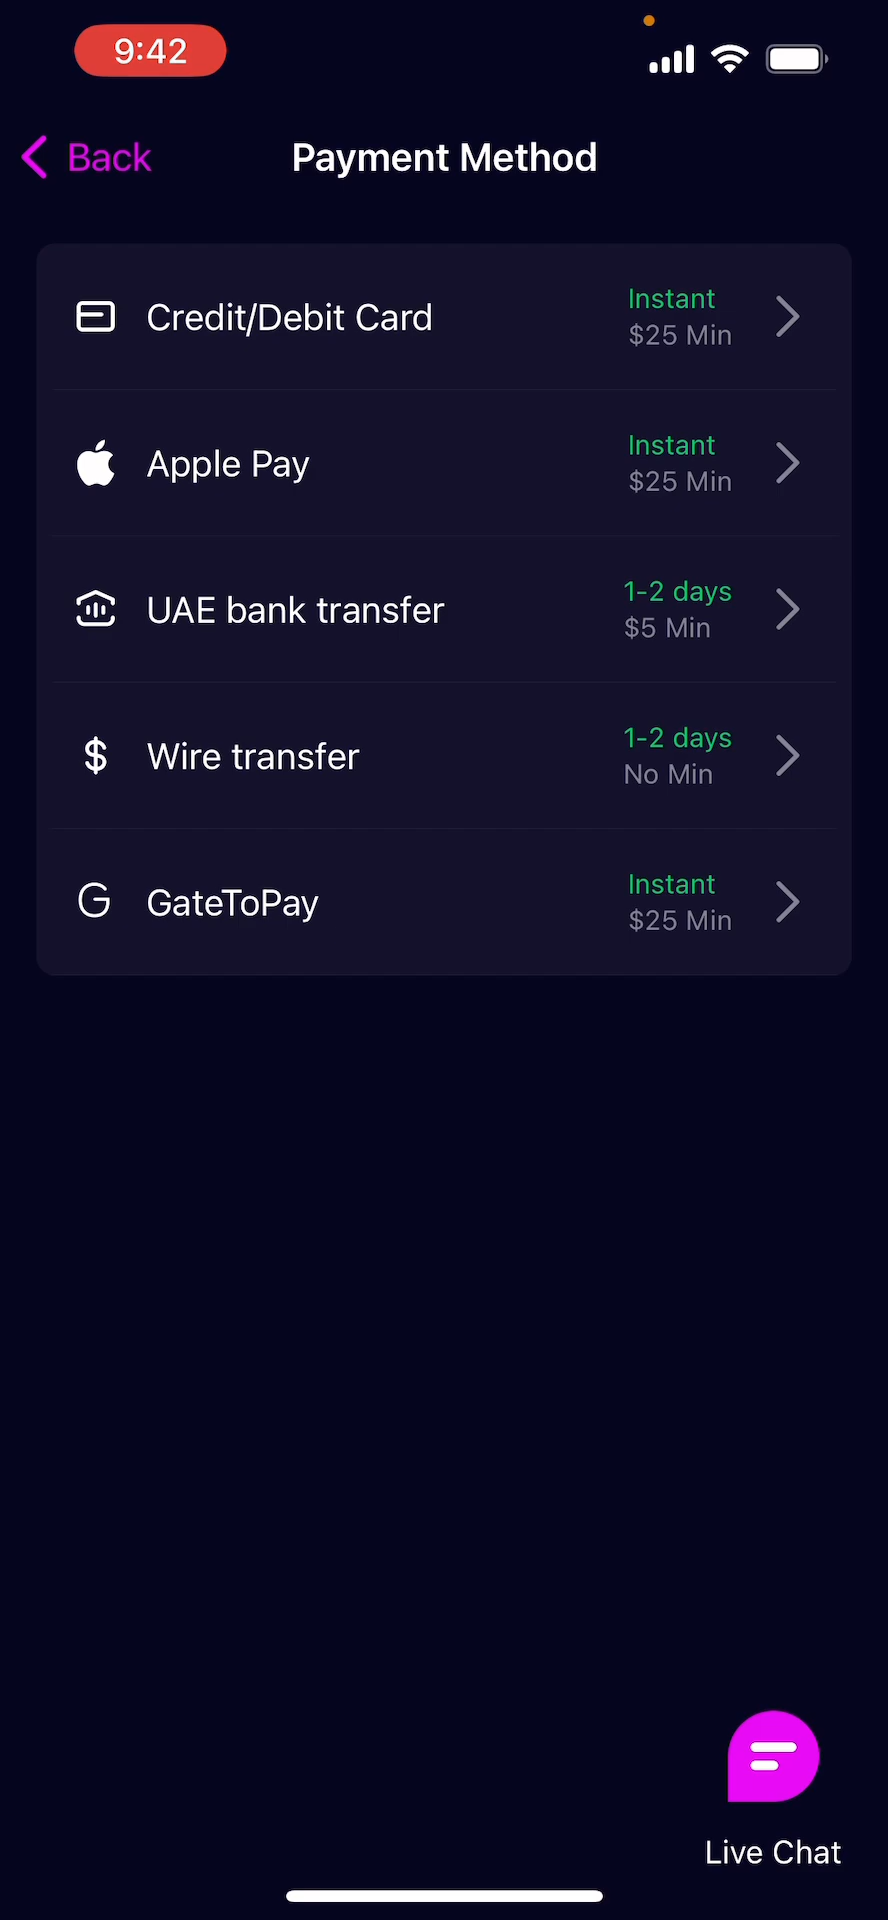 9:42
Back
Payment Method
Credit/Debit Card
Instant
$25 Min
Apple Pay
Instant
$25 Min
UAE bank transfer
1-2 days
$5 Min
Wire transfer
1-2 days
No Min
GateToPay
Instant
$25 Min
Live Chat